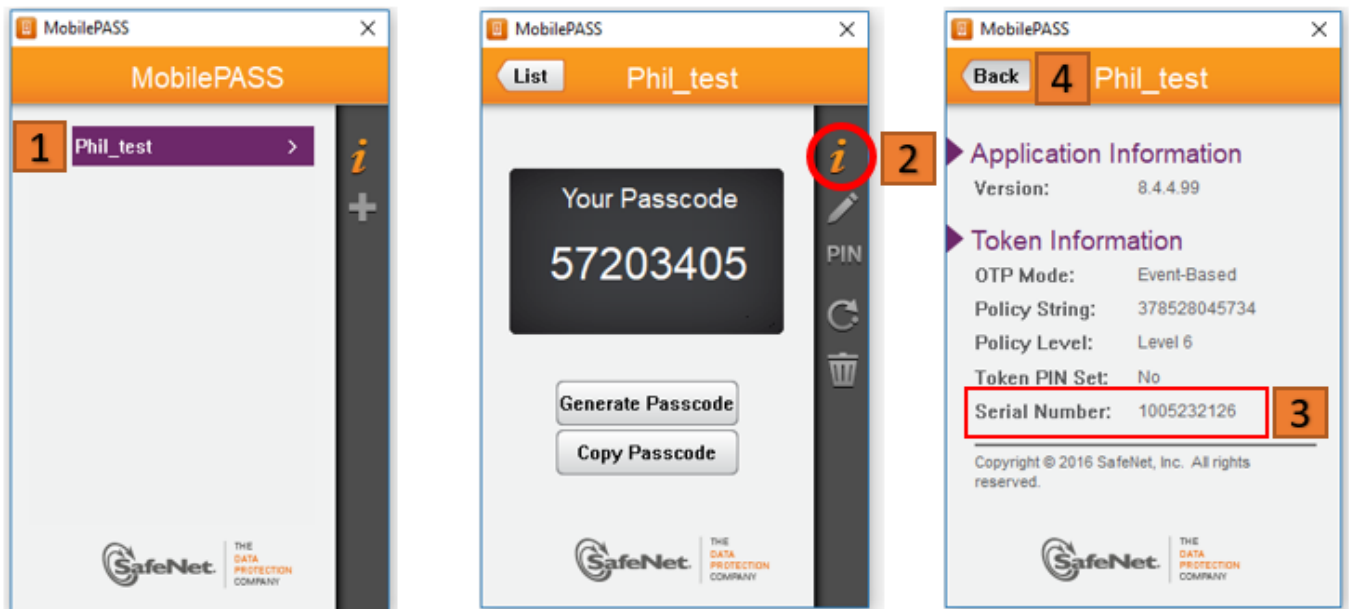 MobilePASS
MobilePASS
1
Phil_test >
i
+
SafeNet.
THE
DATA
PROTECTION
COMPANY
MobilePASS
List
Phil_test
i
2
Your Passcode
57203405
PIN
Generate Passcode
Copy Passcode
SafeNet.
THE
DATA
PROTECTION
COMPANY
MobilePASS
Back
4
Phil_test
Application Information
Version: 8.4.4.99
Token Information
OTP Mode: Event-Based
Policy String: 378528045734
Policy Level: Level 6
Token PIN Set: No
Serial Number: 1005232126
3
Copyright © 2016 SafeNet, Inc. All rights
reserved.
SafeNet.
THE
DATA
PROTECTION
COMPANY